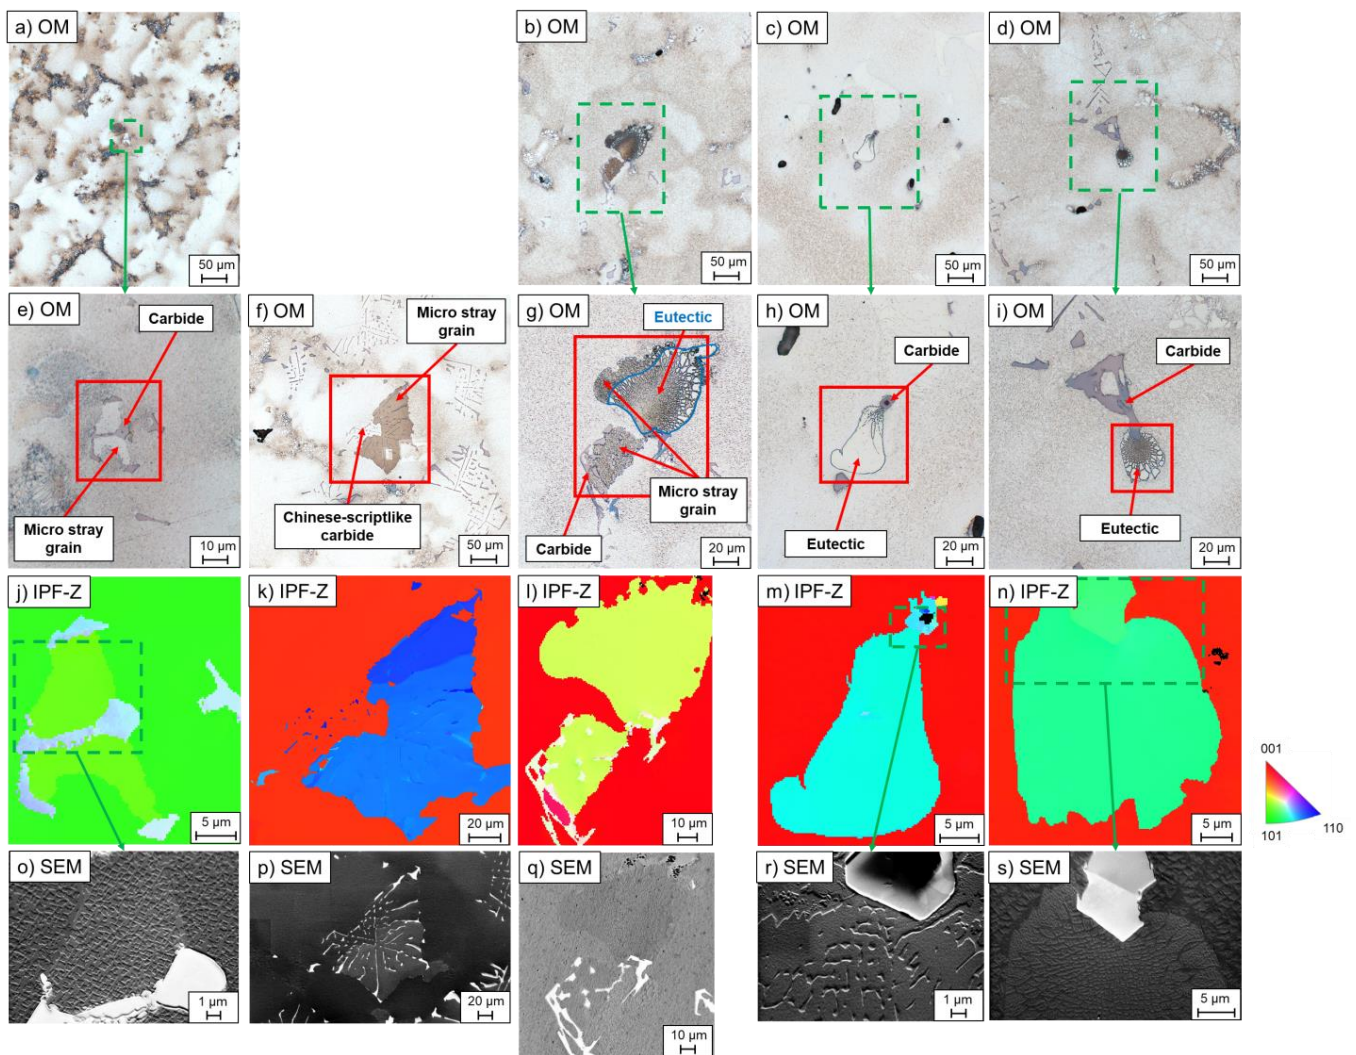 a) OM
50 µm
b) OM
50 µm
c) OM
50 µm
d) OM
50 µm
e) OM
Carbide
Micro stray
grain
10 µm
f) OM
Micro stray
grain
Chinese-scriptlike
carbide
50 µm
g) OM
Eutectic
Micro stray
grain
Carbide
20 µm
h) OM
Carbide
Eutectic
20 µm
i) OM
Carbide
Eutectic
20 µm
j) IPF-Z
5 µm
k) IPF-Z
20 µm
l) IPF-Z
10 µm
m) IPF-Z
5 µm
n) IPF-Z
5 µm
001
101
110
o) SEM
1 µm
p) SEM
20 µm
q) SEM
10 µm
r) SEM
1 µm
s) SEM
5 µm